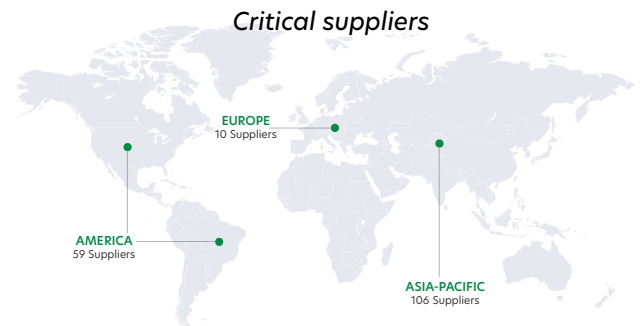 Critical suppliers
EUROPE
10 Suppliers
AMERICA
59 Suppliers
ASIA-PACIFIC
106 Suppliers